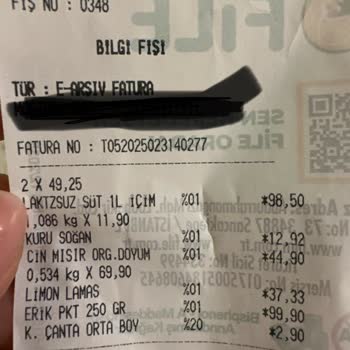 FİŞ NU : 0348
BILGI FIŞI
TÜR : E-ARŞIV FATURA
FATURA NO : T052025023140277
2 X 49,25
LAKTZSUZ SÜT 1L IÇIM %01 *98,50
1,086 kg X 11,90
KURU SOĞAN %01 *12,92
CIN MISIR ORG.DOYUM %01 *44,90
0,534 kg X 69,90
LIMON LAMAS %01 *37,33
ERIK PKT 250 GR %01 *99,90
K. ÇANTA ORTA BOY %20 *2,90